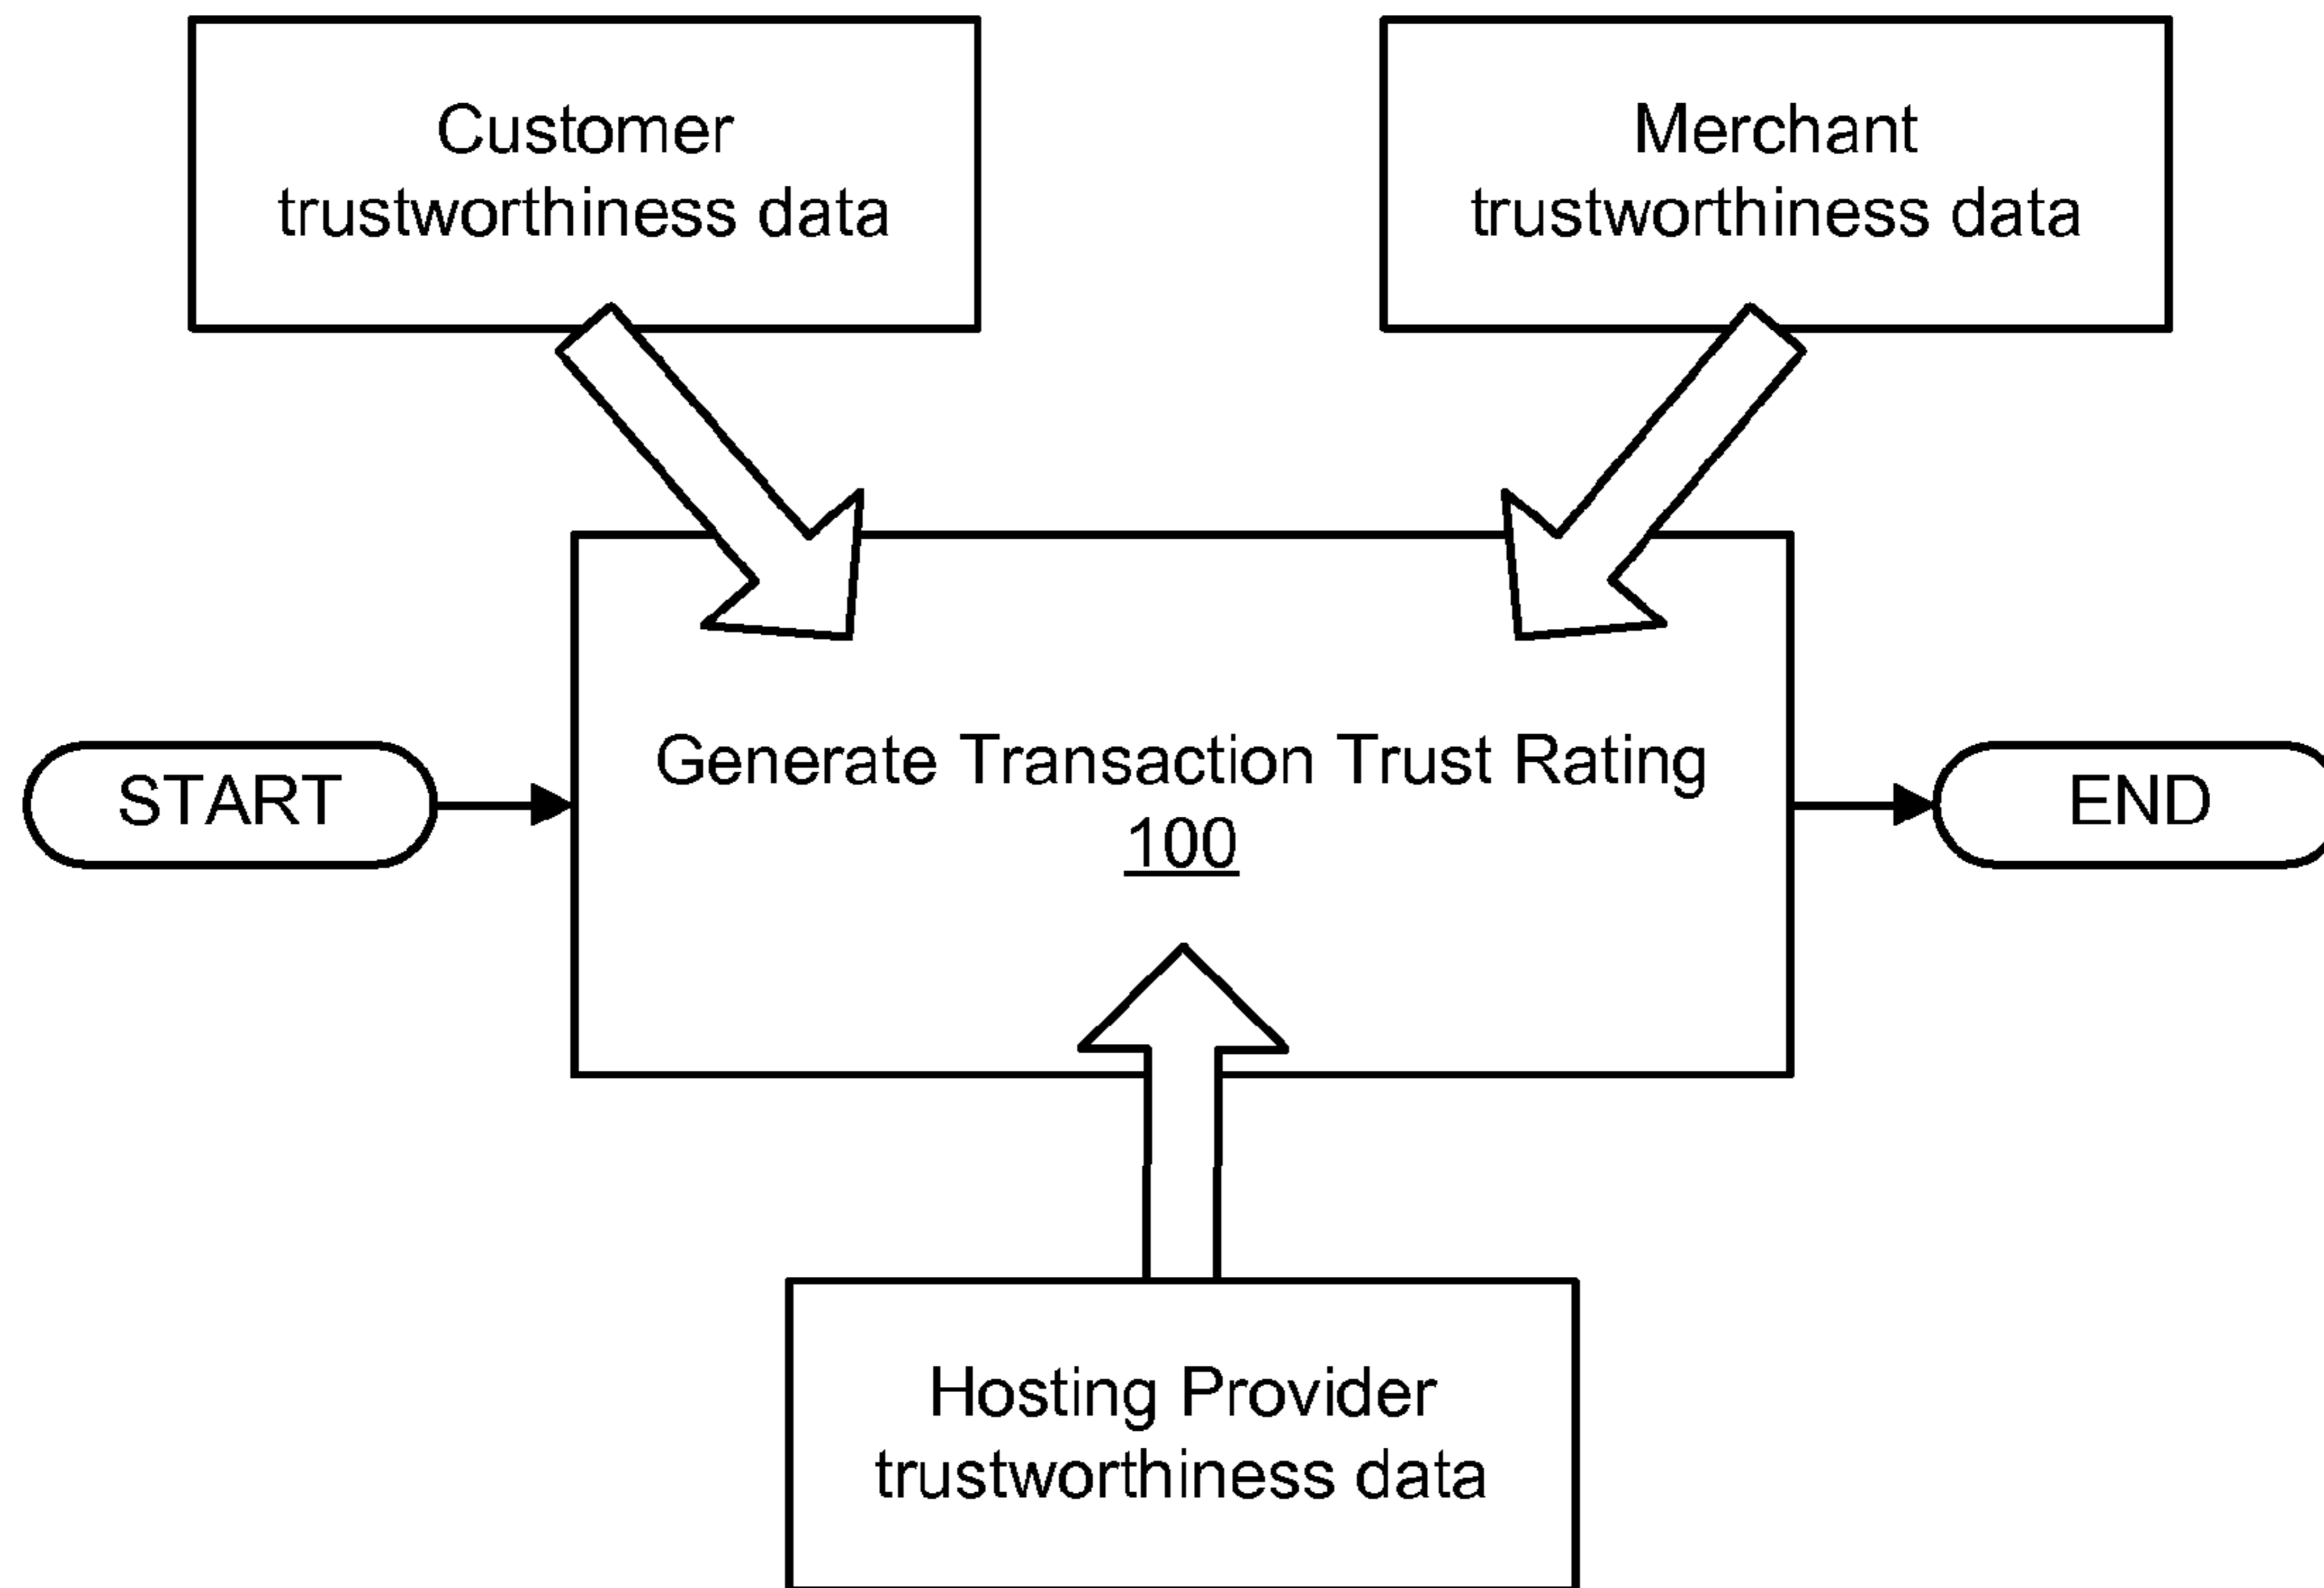 Customer
trustworthiness data
Merchant
trustworthiness data
START
Generate Transaction Trust Rating
100
END
Hosting Provider
trustworthiness data